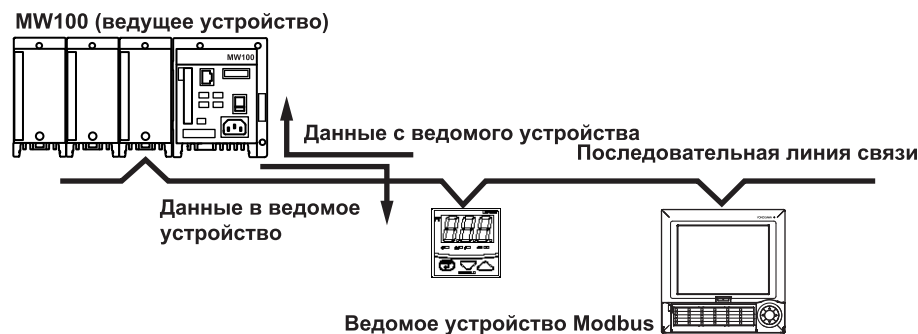 MW100 (ведущее устройство)
MW100
Данные с ведомого устройства
Последовательная линия связи
Данные в ведомое
устройство
Ведомое устройство Modbus